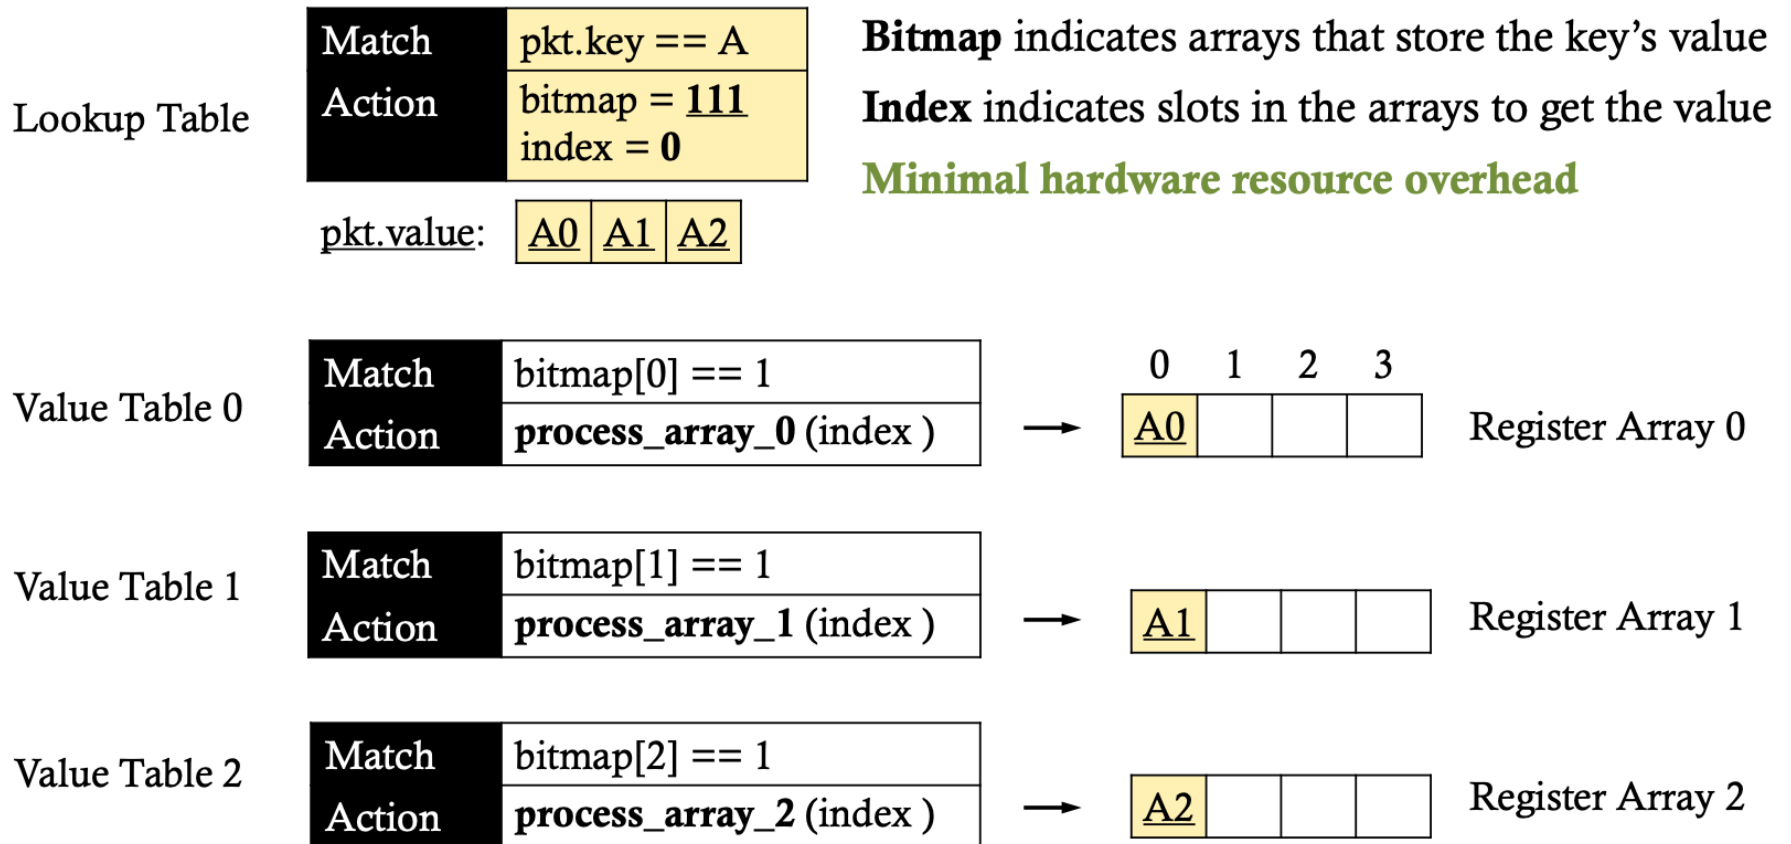 Lookup Table
Match pkt.key == A
Action bitmap = 111
index = 0
Bitmap indicates arrays that store the key’s value
Index indicates slots in the arrays to get the value
Minimal hardware resource overhead
pkt.value: A0 A1 A2
Value Table 0
Match bitmap[0] == 1
Action process_array_0 (index )
0 1 2 3
A0
Register Array 0
Value Table 1
Match bitmap[1] == 1
Action process_array_1 (index )
A1
Register Array 1
Value Table 2
Match bitmap[2] == 1
Action process_array_2 (index )
A2
Register Array 2